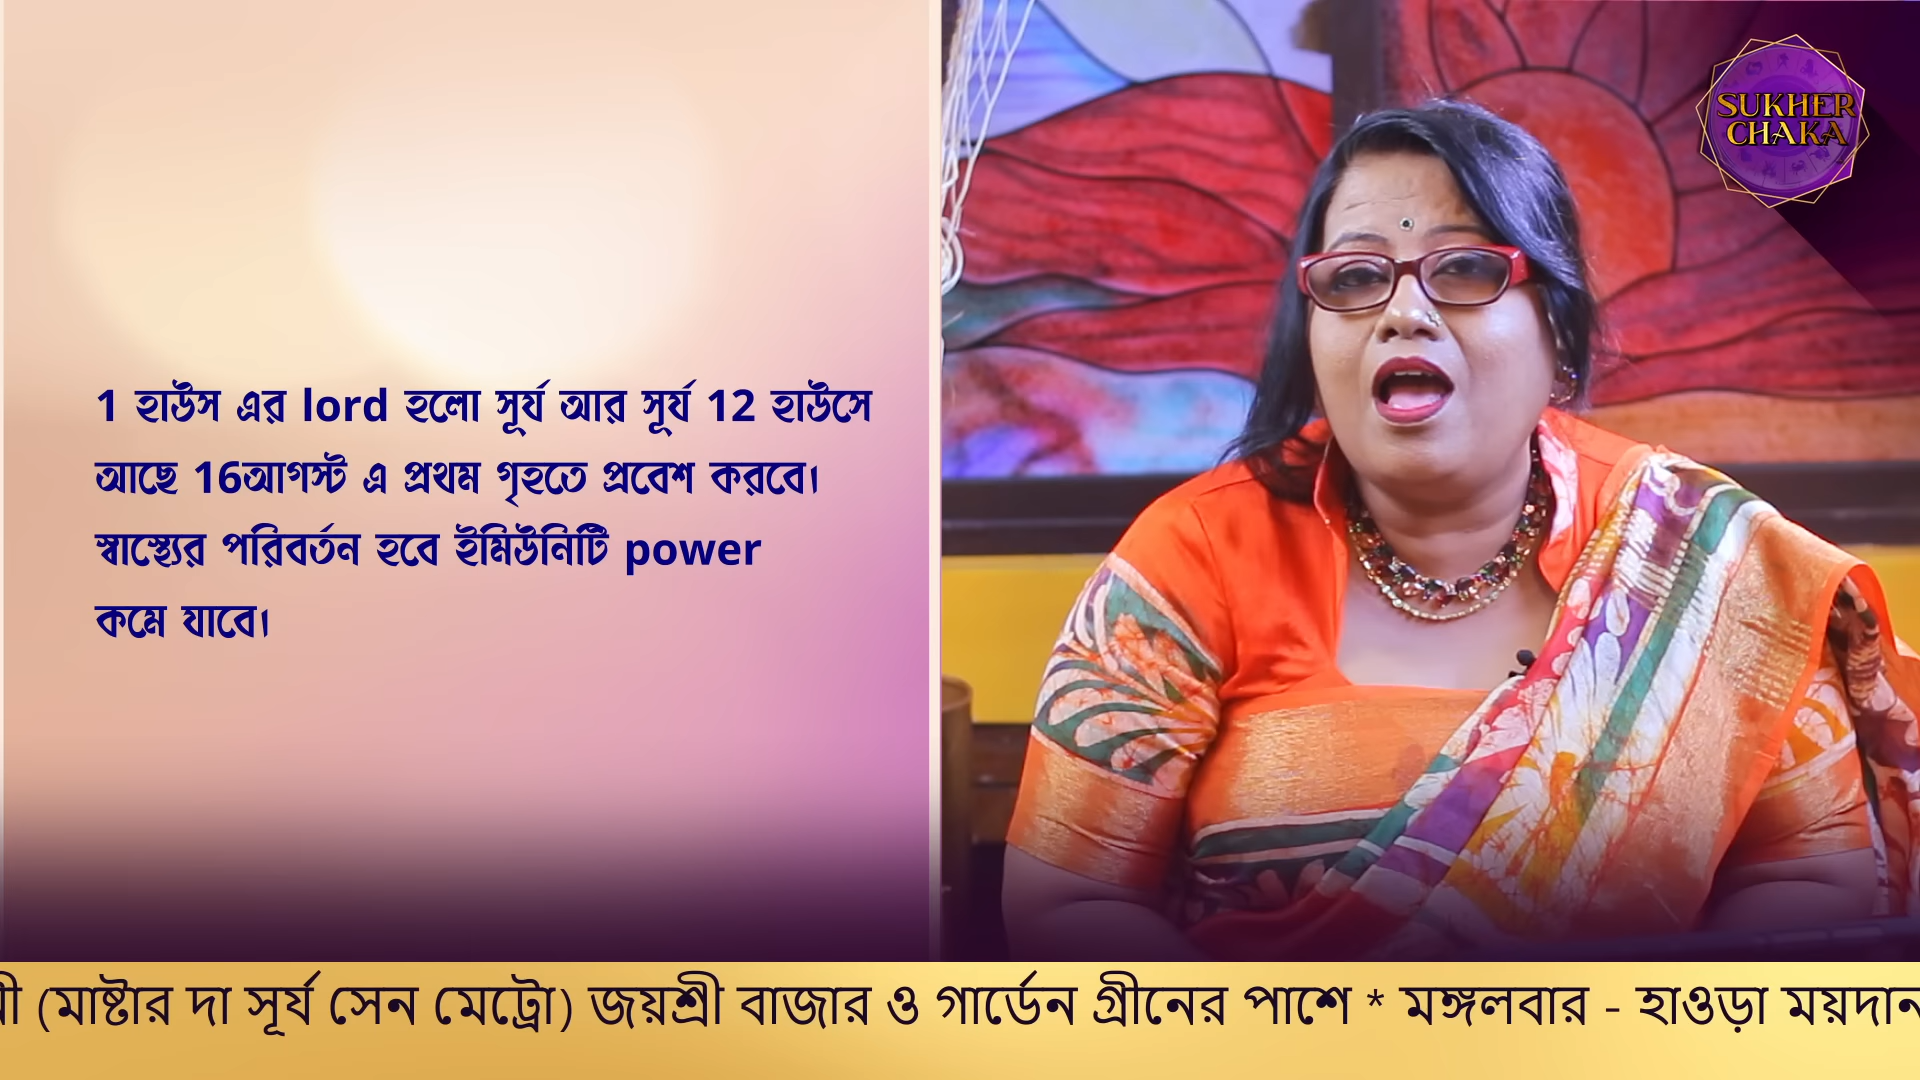 1 হাউস এর lord হলো সূর্য আর সূর্য 12 হাউসে
আছে 16আগস্ট এ প্রথম গৃহতে প্রবেশ করবে।
স্বাস্থ্যের পরিবর্তন হবে ইমিউনিটি power
কমে যাবে।
SUKHER
CHAKA
(মাষ্টার দা সূর্য সেন মেট্রো) জয়শ্রী বাজার ও গার্ডেন গ্রীনের পাশে * মঙ্গলবার - হাওড়া ময়দান